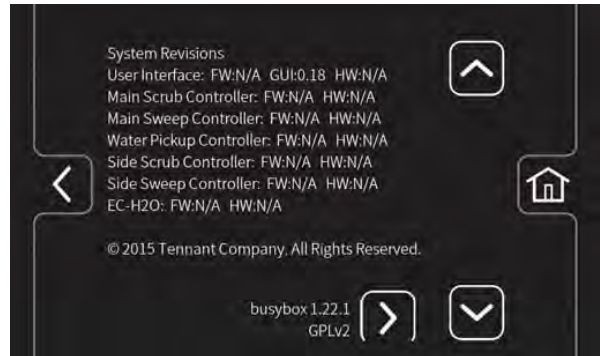 System Revisions
User Interface: FW:N/A GUI:0.18 HW:N/A
Main Scrub Controller: FW:N/A HW:N/A
Main Sweep Controller: FW:N/A HW:N/A
Water Pickup Controller: FW:N/A HW:N/A
Side Scrub Controller: FW:N/A HW:N/A
Side Sweep Controller: FW:N/A HW:N/A
EC-H2O: FW:N/A HW:N/A
© 2015 Tennant Company. All Rights Reserved.
busybox 1.22.1
GPLv2